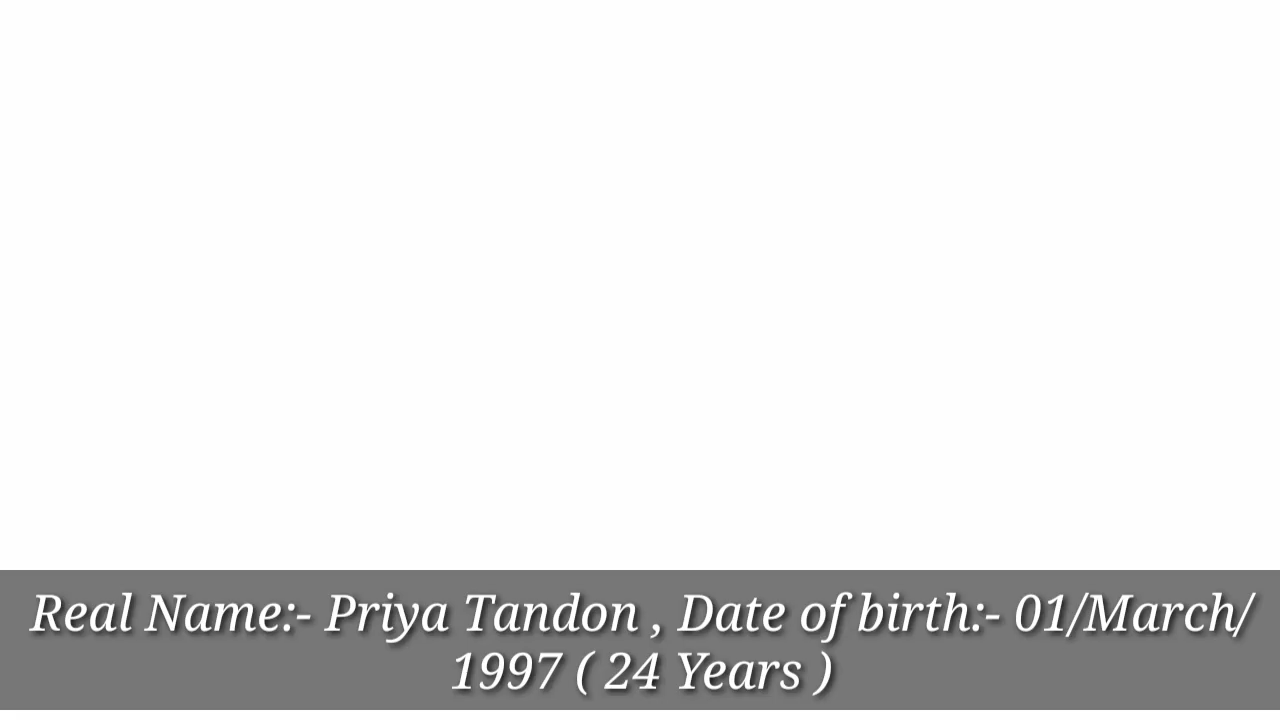 Real Name:- Priya Tandon , Date of birth:- 01/March/
1997 ( 24 Years )